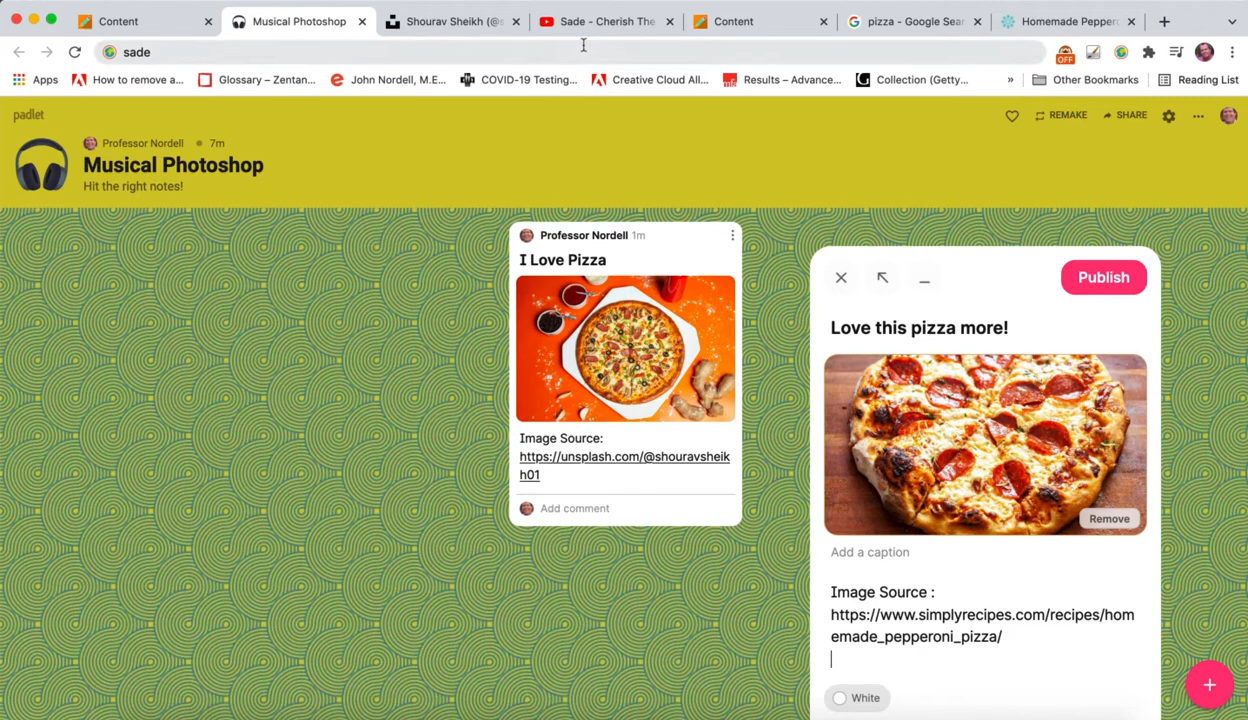 Content
Musical Photoshop
Shourav Sheikh (@s
Sade - Cherish The
Content
pizza - Google Sear
Homemade Pepperc
sade
OFF
Apps
How to remove a...
Glossary – Zentan...
John Nordell, M.E...
COVID-19 Testing...
Creative Cloud All...
Results – Advance...
Collection (Getty...
»
Other Bookmarks
Reading List
padlet
REMAKE
SHARE
Professor Nordell
7m
Musical Photoshop
Hit the right notes!
Professor Nordell 1m
I Love Pizza
Image Source:
https://unsplash.com/@shouravsheik
h01
Add comment
Publish
Love this pizza more!
Remove
Add a caption
Image Source :
https://www.simplyrecipes.com/recipes/hom
emade_pepperoni_pizza/
White